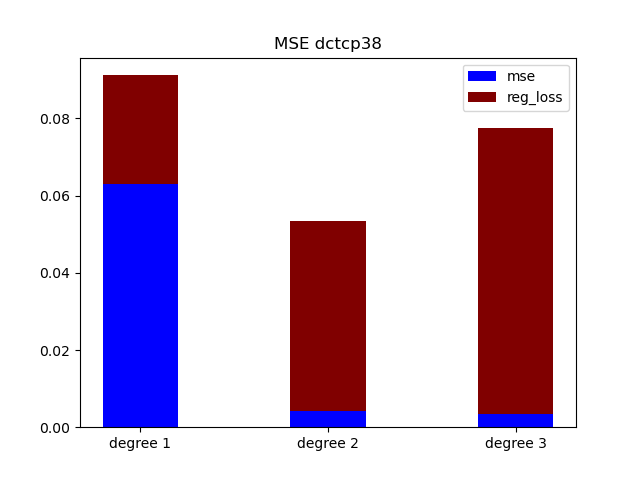 MSE dctcp38
mse
reg_loss
0.08
0.06
0.04
0.02
0.00
degree 1
degree 2
degree 3